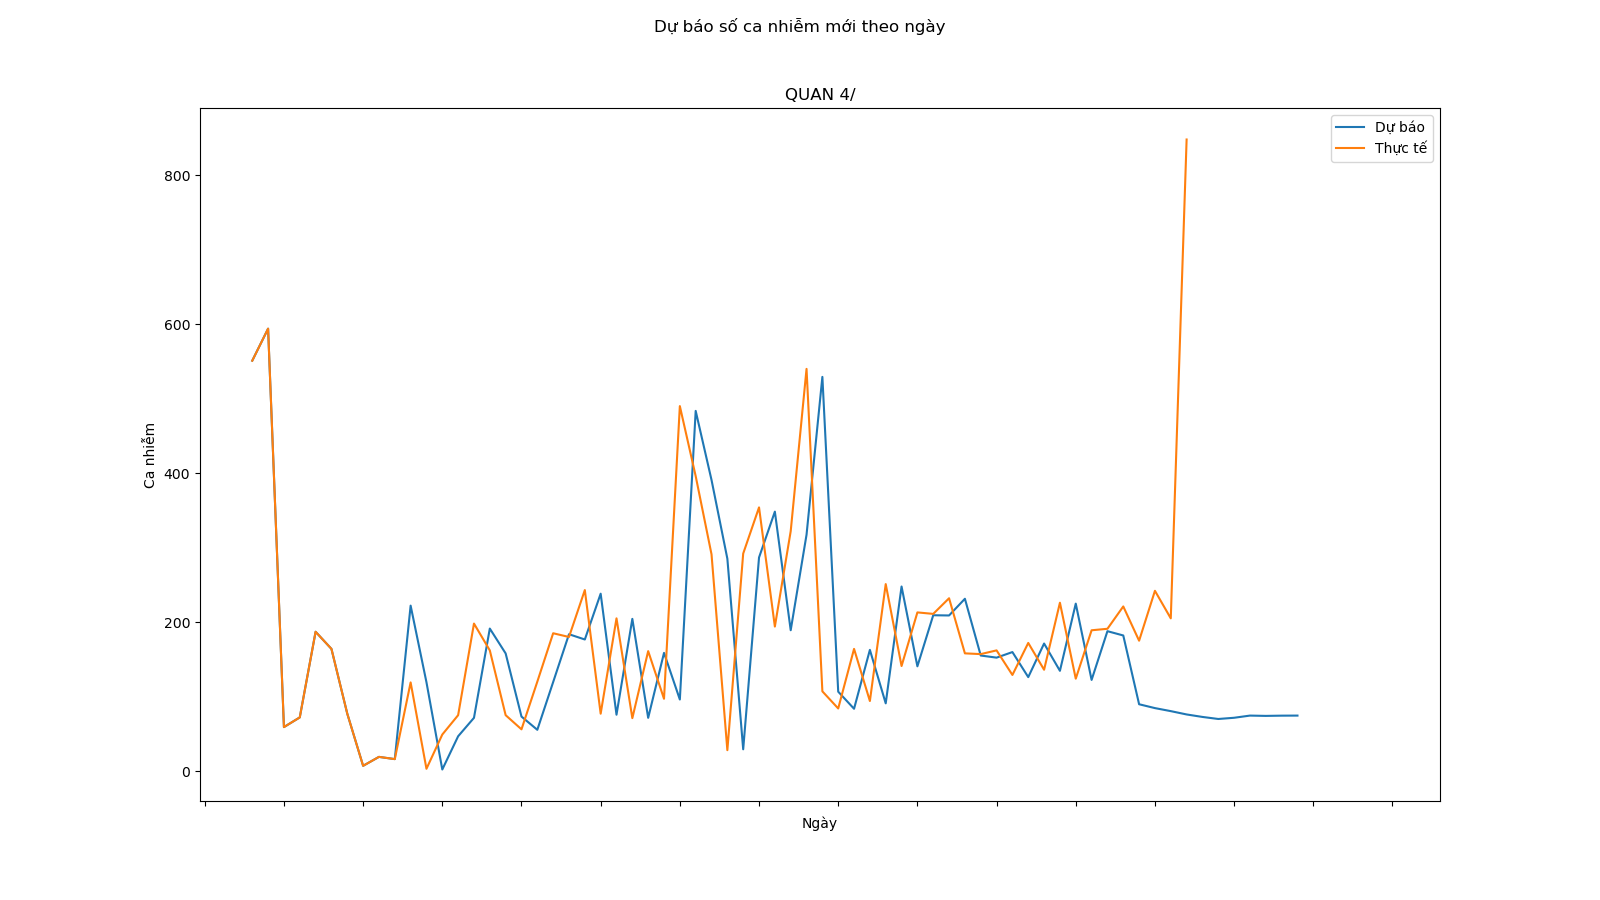 Dự báo số ca nhiễm mới theo ngày
QUAN 4/
Dự báo
Thực tế
800
600
400
200
0
Ca nhiễm
Ngày